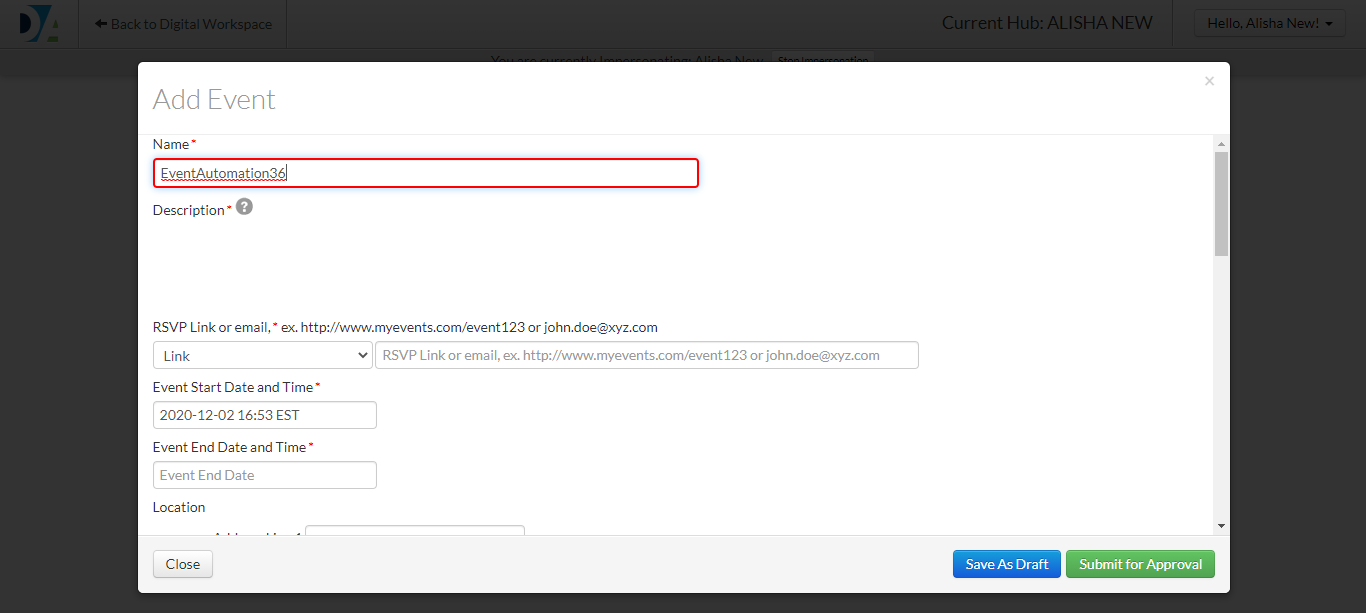 DA
Back to Digital Workspace
Current Hub: ALISHA NEW
Hello, Alisha New!
You are currently Impersonating: Alisha New Stop Impersonation
Add Event
×
Name*
EventAutomation36
Description* ?
RSVP Link or email,* ex. http://www.myevents.com/event123 or john.doe@xyz.com
Link
RSVP Link or email, ex. http://www.myevents.com/event123 or john.doe@xyz.com
Event Start Date and Time*
2020-12-02 16:53 EST
Event End Date and Time*
Event End Date
Location
Address Line 1
Close
Save As Draft
Submit for Approval